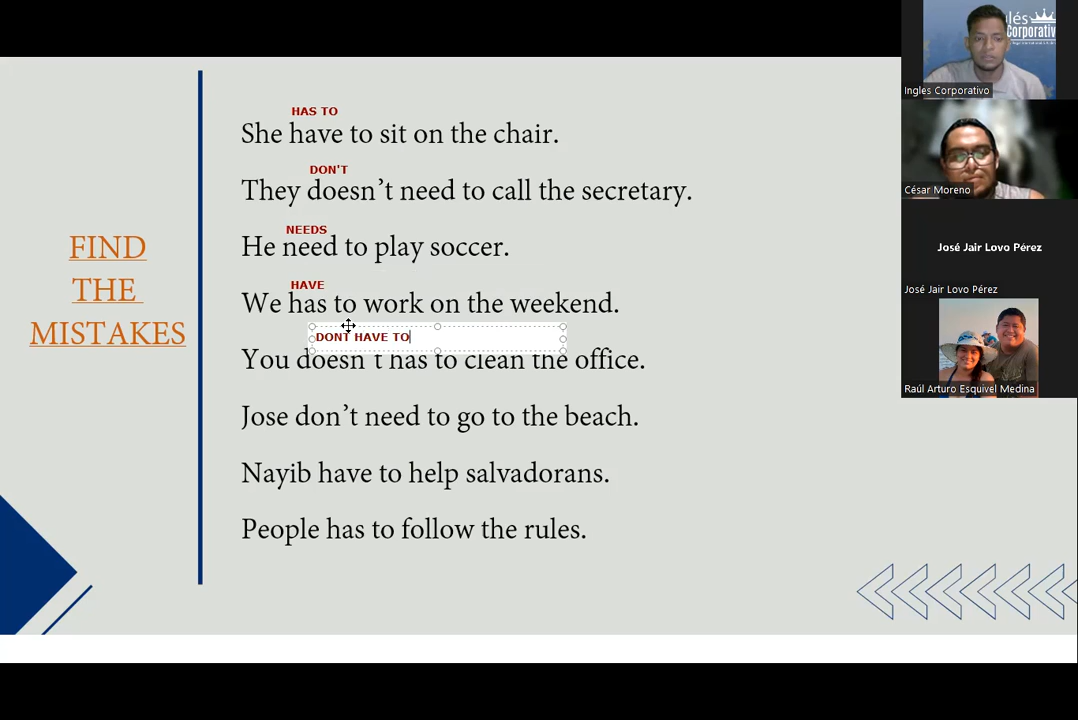 lés
Corporativ
Ingles Corporativo
César Moreno
José Jair Lovo Pérez
José Jair Lovo Pérez
Raúl Arturo Esquivel Medina
FIND
THE
MISTAKES
HAS TO
She have to sit on the chair.
DON'T
They doesn’t need to call the secretary.
NEEDS
He need to play soccer.
HAVE
We has to work on the weekend.
DONT HAVE TO
You doesn’t has to clean the office.
Jose don’t need to go to the beach.
Nayib have to help salvadorans.
People has to follow the rules.